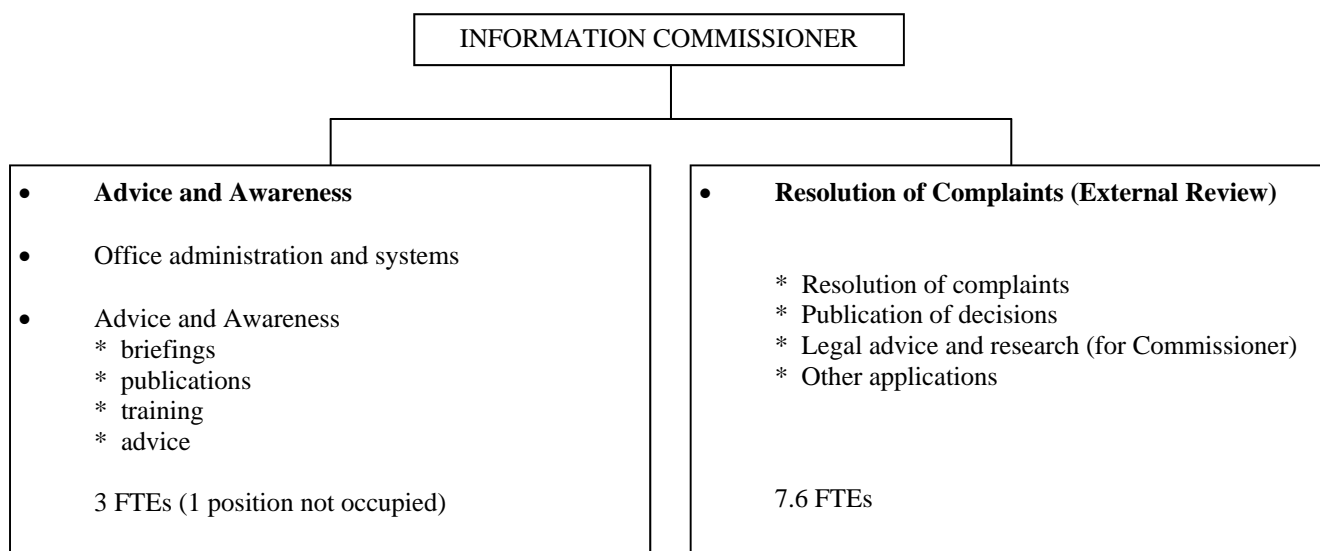 INFORMATION COMMISSIONER
• Advice and Awareness
• Office administration and systems
• Advice and Awareness
* briefings
* publications
* training
* advice
3 FTEs (1 position not occupied)
• Resolution of Complaints (External Review)
* Resolution of complaints
* Publication of decisions
* Legal advice and research (for Commissioner)
* Other applications
7.6 FTEs